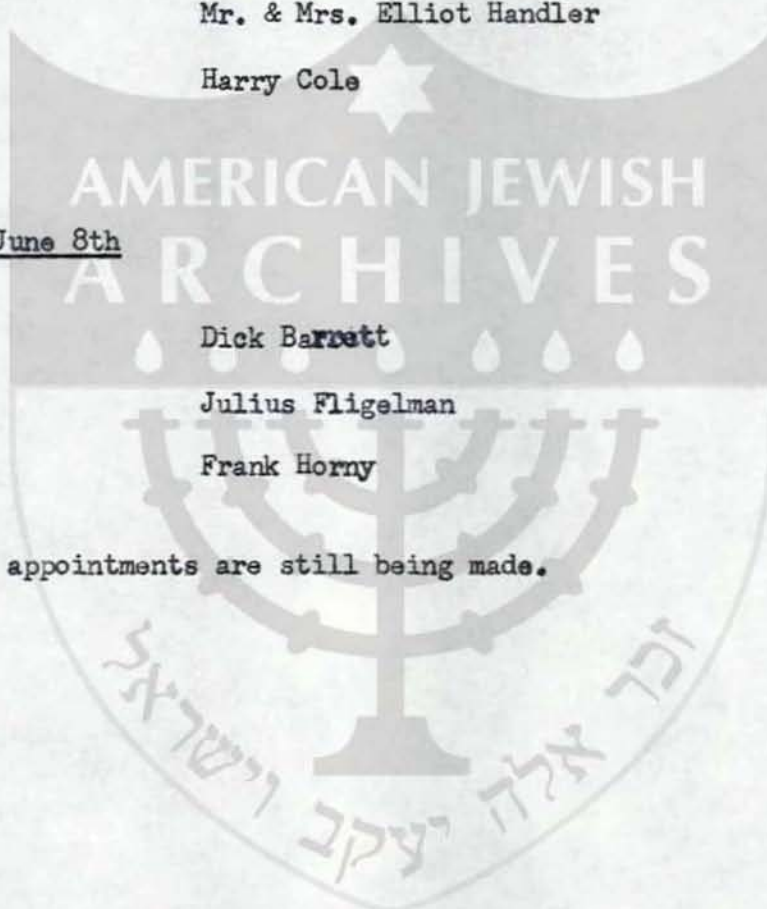 Mr. & Mrs. Elliot Handler
Harry Cole
AMERICAN JEWISH
ARCHIVES
June 8th
Dick Barrett
Julius Fligelman
Frank Horny
appointments are still being made.
זכר אלה יעקב וישראל